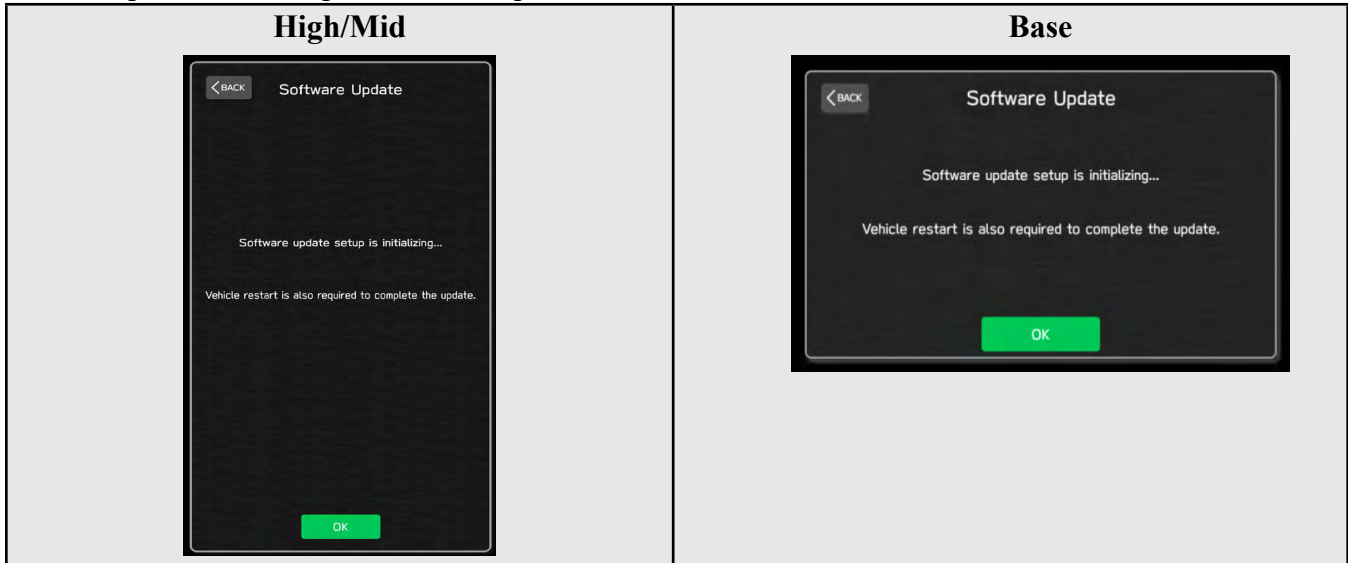 High/Mid
Base
BACK
Software Update
Software update setup is initializing...
Vehicle restart is also required to complete the update.
OK
BACK
Software Update
Software update setup is initializing...
Vehicle restart is also required to complete the update.
OK